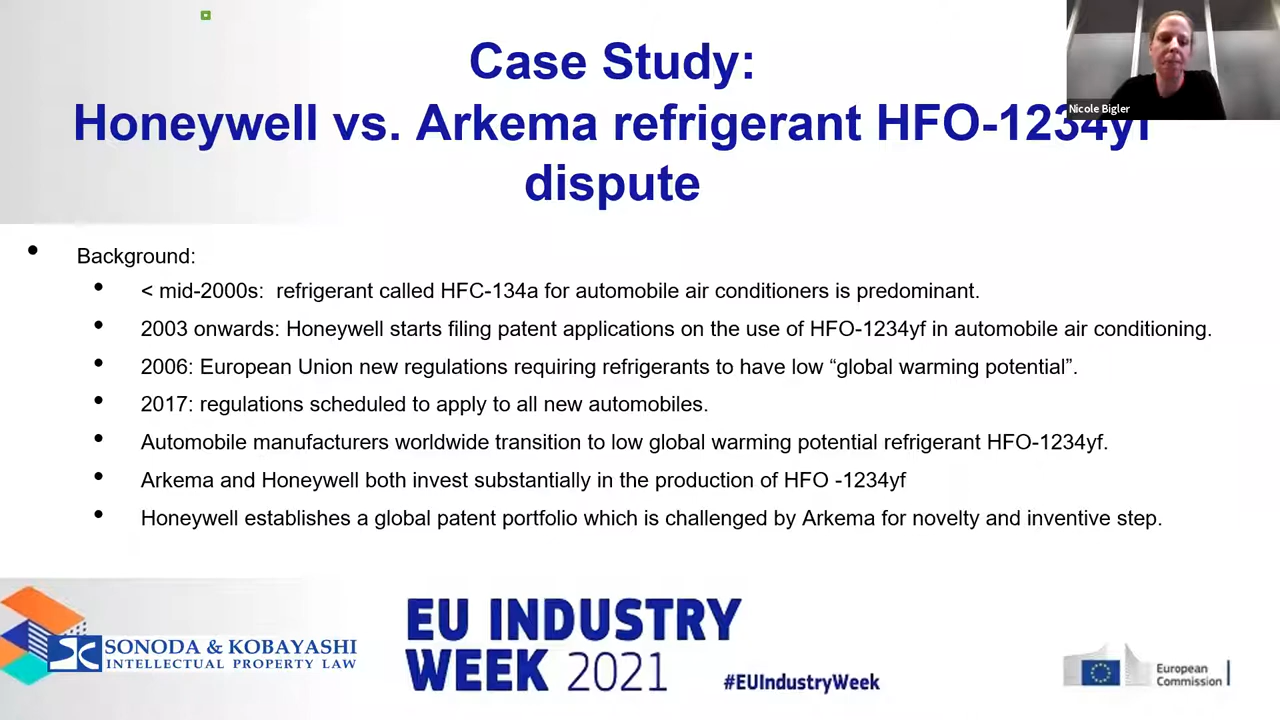 Case Study:
Honeywell vs. Arkema refrigerant HFO-1234yf
dispute
Nicole Bigler
• Background:
• < mid-2000s: refrigerant called HFC-134a for automobile air conditioners is predominant.
• 2003 onwards: Honeywell starts filing patent applications on the use of HFO-1234yf in automobile air conditioning.
• 2006: European Union new regulations requiring refrigerants to have low “global warming potential”.
• 2017: regulations scheduled to apply to all new automobiles.
• Automobile manufacturers worldwide transition to low global warming potential refrigerant HFO-1234yf.
• Arkema and Honeywell both invest substantially in the production of HFO -1234yf
• Honeywell establishes a global patent portfolio which is challenged by Arkema for novelty and inventive step.
SONODA & KOBAYASHI
INTELLECTUAL PROPERTY LAW
EU INDUSTRY
WEEK 2021
#EUIndustryWeek
European
Commission